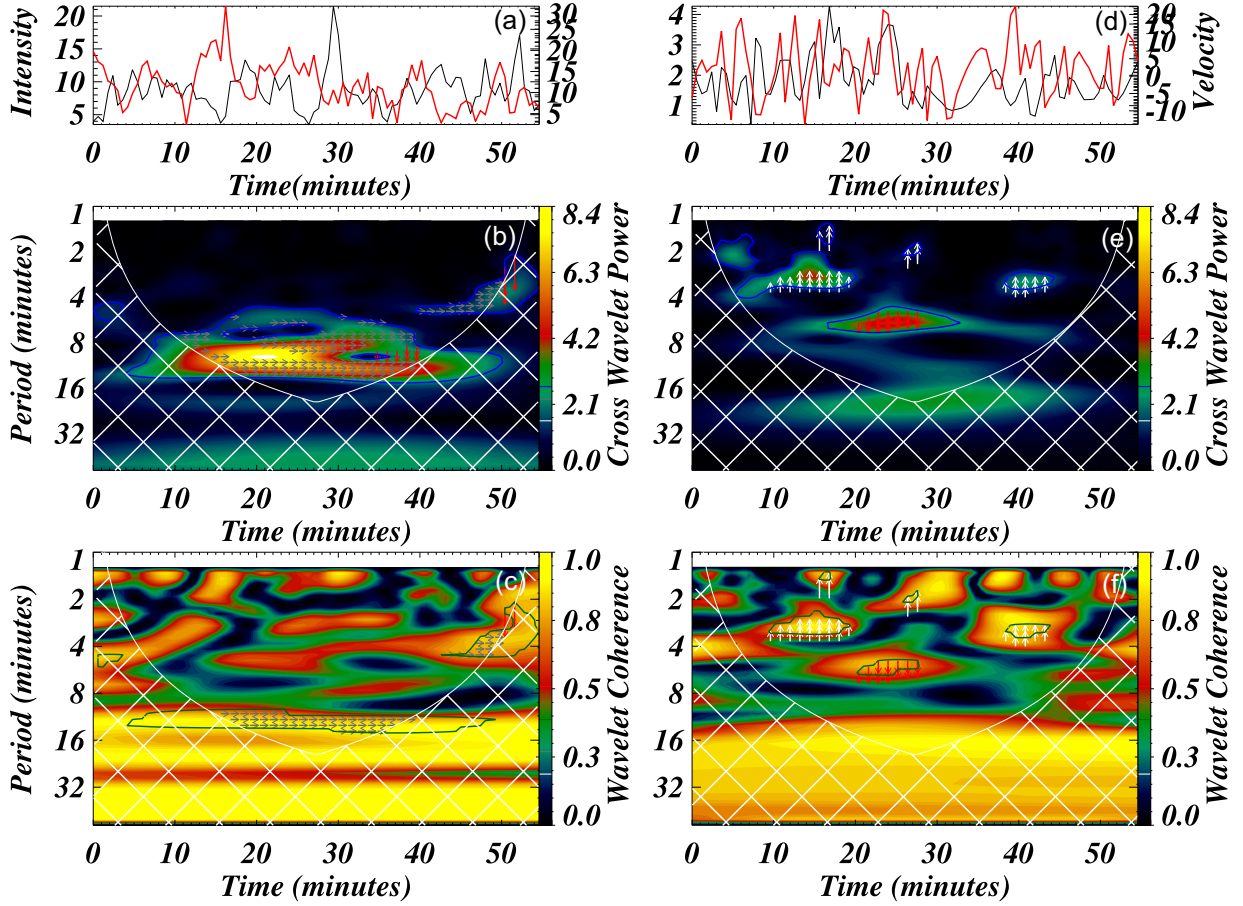 Intensity
20
15
10
5
(a)
30
25
20
15
10
5
0 10 20 30 40 50
Time(minutes)
4
3
2
1
(d)
20
15
10
5
0
-5
-10
Velocity
0 10 20 30 40 50
Time(minutes)
Period (minutes)
1
2
4
8
16
32
(b)
8.4
6.3
4.2
2.1
0.0
Cross Wavelet Power
0 10 20 30 40 50
Time (minutes)
1
2
4
8
16
32
(e)
8.4
6.3
4.2
2.1
0.0
Cross Wavelet Power
0 10 20 30 40 50
Time (minutes)
Period (minutes)
1
2
4
8
16
32
(c)
1.0
0.8
0.5
0.3
0.0
Wavelet Coherence
0 10 20 30 40 50
Time (minutes)
1
2
4
8
16
32
(f)
1.0
0.8
0.5
0.3
0.0
Wavelet Coherence
0 10 20 30 40 50
Time (minutes)